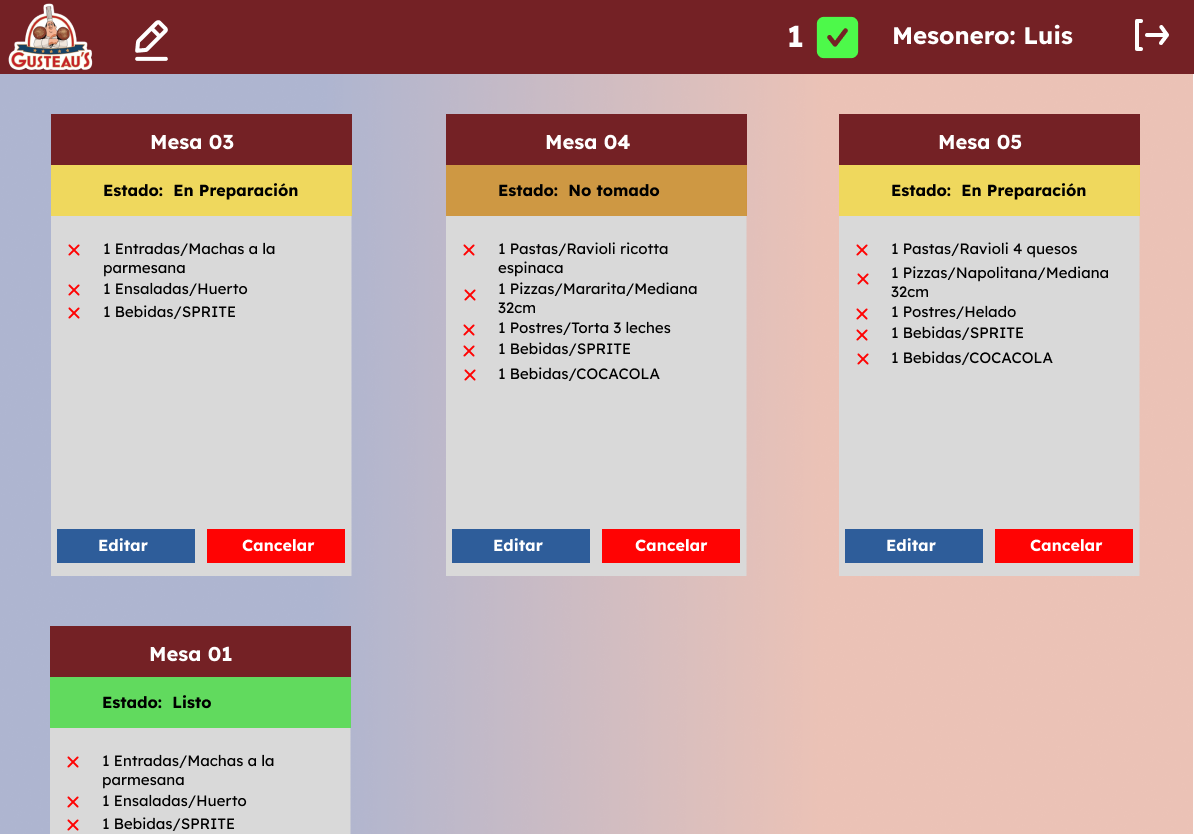 GUSTEAU'S
1
Mesonero: Luis
Mesa 03
Estado: En Preparación
1 Entradas/Machas a la
parmesana
1 Ensaladas/Huerto
1 Bebidas/SPRITE
Editar
Cancelar
Mesa 04
Estado: No tomado
1 Pastas/Ravioli ricotta
espinaca
1 Pizzas/Mararita/Mediana
32cm
1 Postres/Torta 3 leches
1 Bebidas/SPRITE
1 Bebidas/COCACOLA
Editar
Cancelar
Mesa 05
Estado: En Preparación
1 Pastas/Ravioli 4 quesos
1 Pizzas/Napolitana/Mediana
32cm
1 Postres/Helado
1 Bebidas/SPRITE
1 Bebidas/COCACOLA
Editar
Cancelar
Mesa 01
Estado: Listo
1 Entradas/Machas a la
parmesana
1 Ensaladas/Huerto
1 Bebidas/SPRITE